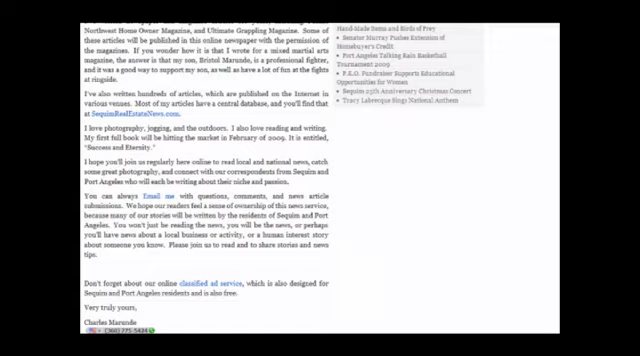 Northwest Home Owner Magazine, and Ultimate Grappling Magazine. Some of
these articles will be published in this online newspaper with the permission of
the magazines. If you wonder how it is that I wrote for a mixed martial arts
magazine, the answer is that my son, Bristol Marunde, is a professional fighter,
and it was a good way to support my son, as well as have a lot of fun at the fights
at ringside.
I've also written hundreds of articles, which are published on the Internet in
various venues. Most of my articles have a central database, and you'll find that
at SequimRealEstateNews.com.
I love photography, jogging, and the outdoors. I also love reading and writing.
My first full book will be hitting the market in February of 2009. It is entitled,
"Success and Eternity."
I hope you'll join us regularly here online to read local and national news, catch
some great photography, and connect with our correspondents from Sequim and
Port Angeles who will each be writing about their niche and passion.
You can always Email me with questions, comments, and news article
submissions. We hope our readers feel a sense of ownership of this news service,
because many of our stories will be written by the residents of Sequim and Port
Angeles. You won't just be reading the news, you will be the news, or perhaps
you'll have news about a local business or activity, or a human interest story
about someone you know. Please join us to read and to share stories and news
tips.
Don't forget about our online classified ad service, which is also designed for
Sequim and Port Angeles residents and is also free.
Very truly yours,
Charles Marunde
(360) 775-5424
Hand-Made Items and Birds of Prey
• Senator Murray Pushes Extension of
Homebuyer's Credit
• Port Angeles Talking Rain Basketball
Tournament 2009
• P.E.O. Fundraiser Supports Educational
Opportunities for Women
• Sequim 25th Anniversary Christmas Concert
• Tracy Labrecque Sings National Anthem